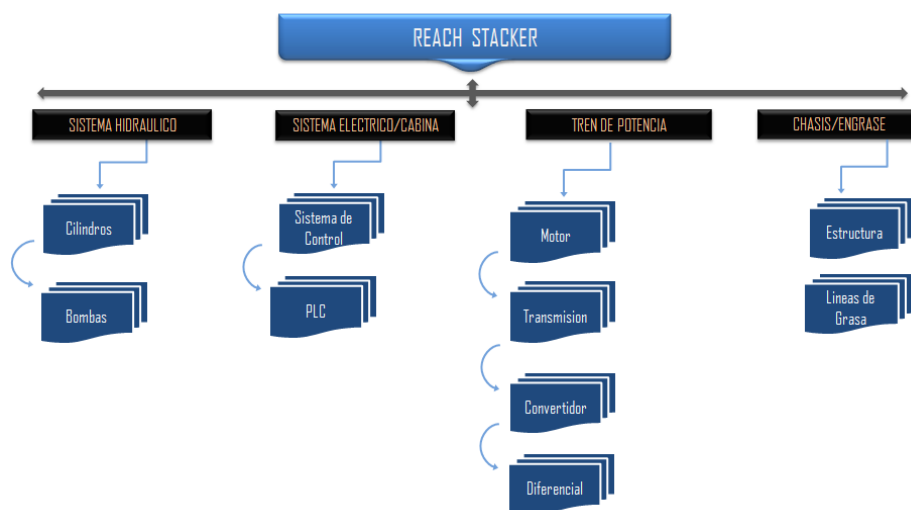 REACH STACKER
SISTEMA HIDRAULICO
SISTEMA ELECTRICO/CABINA
TREN DE POTENCIA
CHASIS/ENGRASE
Cilindros
Bombas
Sistema de
Control
PLC
Motor
Transmision
Convertidor
Diferencial
Estructura
Lineas de
Grasa